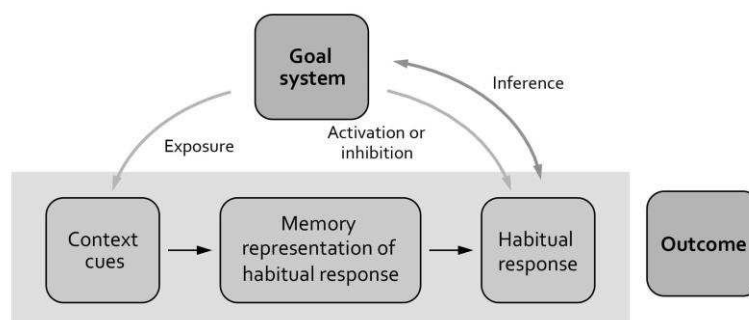 Goal
system
Inference
Activation or
inhibition
Exposure
Context
cues
Memory
representation of
habitual response
Habitual
response
Outcome